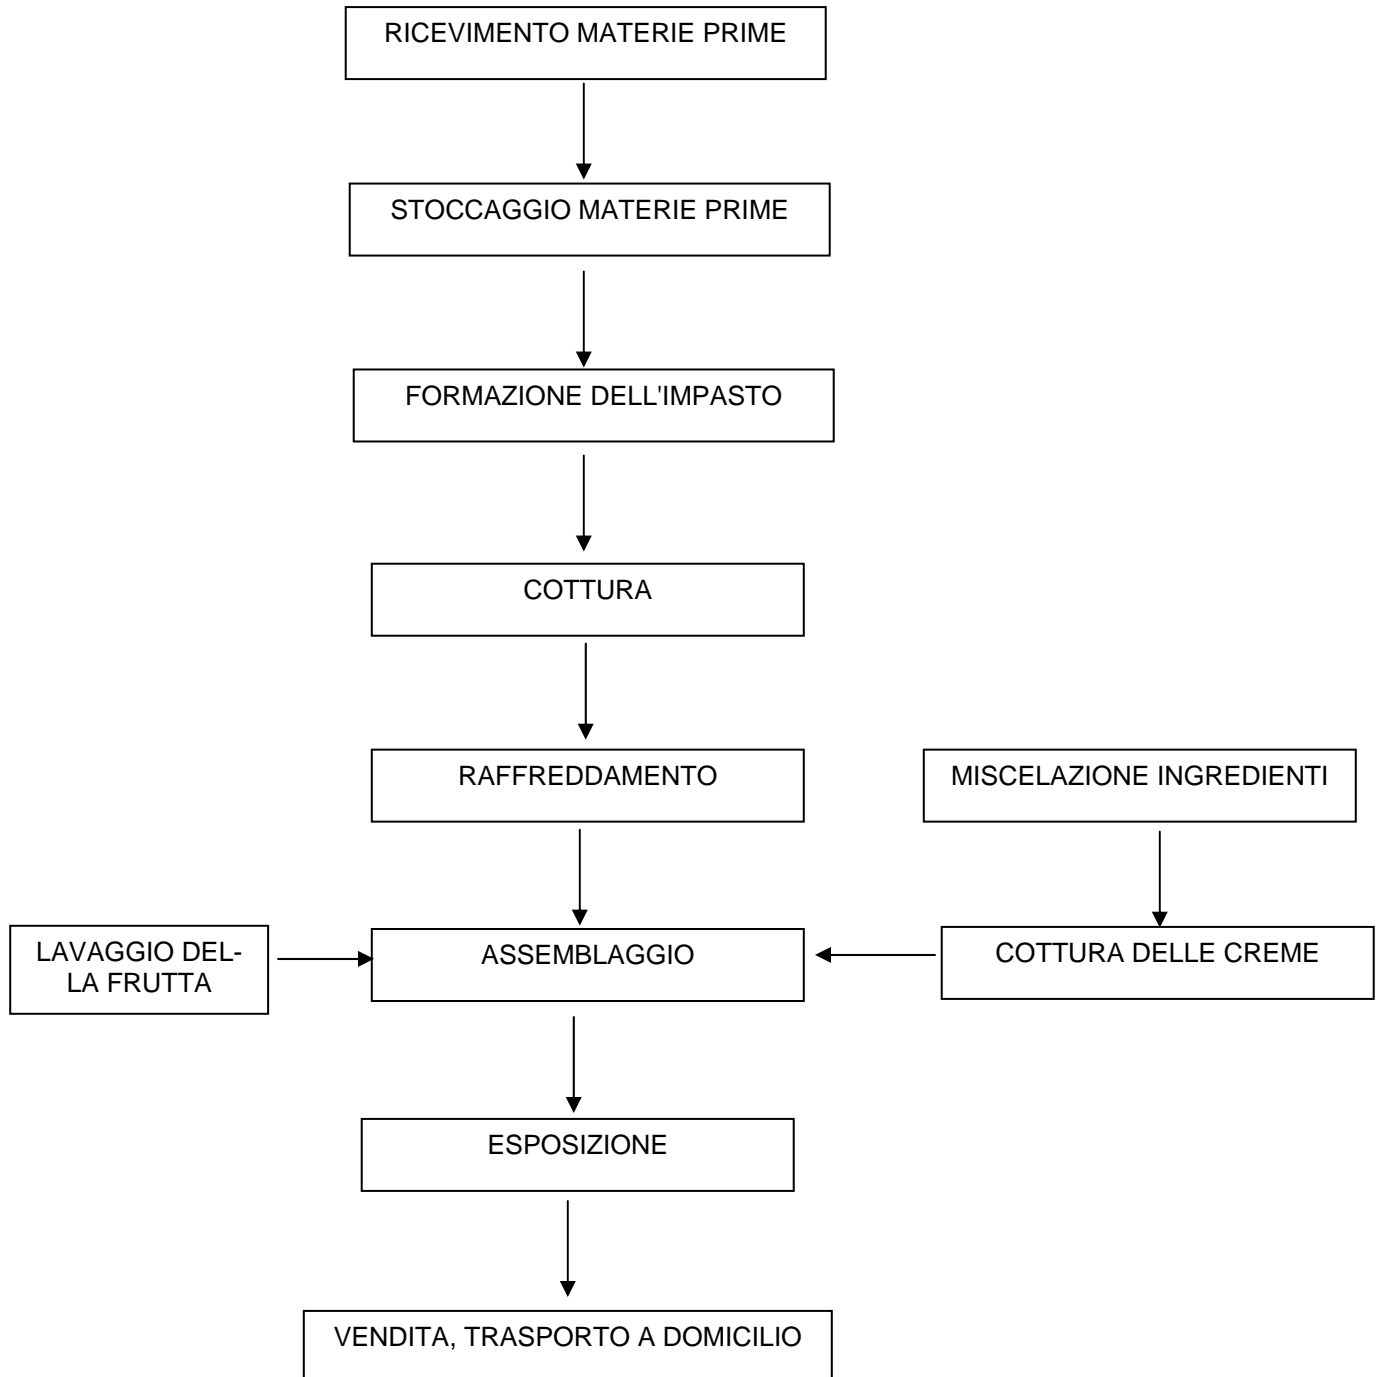 RICEVIMENTO MATERIE PRIME
STOCCAGGIO MATERIE PRIME
FORMAZIONE DELL'IMPASTO
COTTURA
RAFFREDDAMENTO
MISCELAZIONE INGREDIENTI
LAVAGGIO DEL-
LA FRUTTA
ASSEMBLAGGIO
COTTURA DELLE CREME
ESPOSIZIONE
VENDITA, TRASPORTO A DOMICILIO